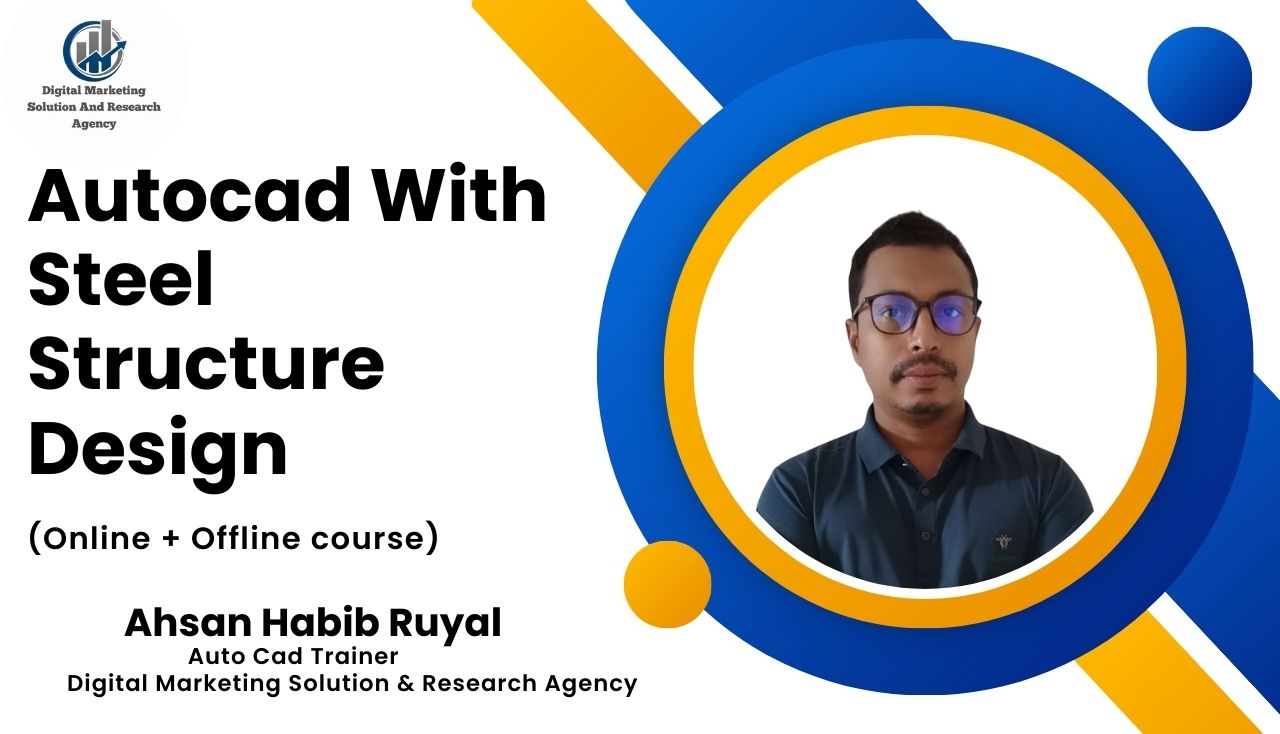 Digital Marketing
Solution And Research
Agency
Autocad With
Steel
Structure
Design
(Online + Offline course)
Ahsan Habib Ruyal
Auto Cad Trainer
Digital Marketing Solution & Research Agency